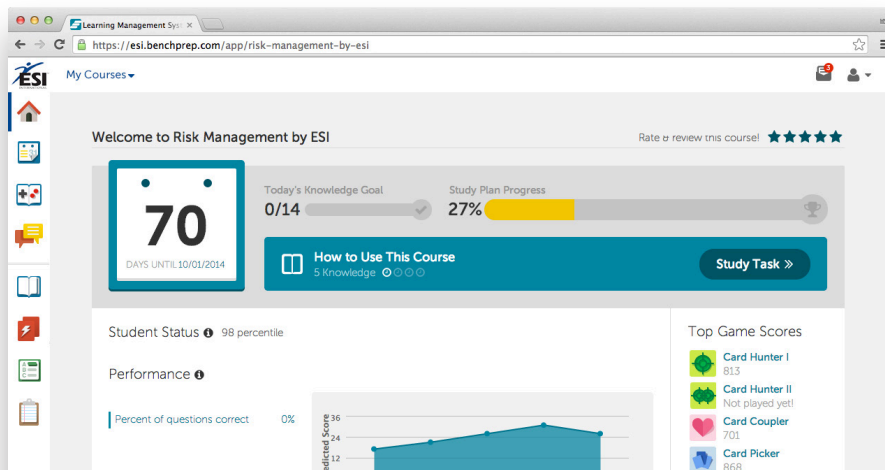 Learning Management Sys
https://esi.benchprep.com/app/risk-management-by-esi
ESI
My Courses
3
Welcome to Risk Management by ESI
Rate & review this course!
70
DAYS UNTIL 10/01/2014
Today's Knowledge Goal
0/14
Study Plan Progress
27%
How to Use This Course
5 Knowledge
Study Task »
Student Status 98 percentile
Performance
Percent of questions correct 0%
36
24
12
Top Game Scores
Card Hunter I
813
Card Hunter II
Not played yet!
Card Coupler
701
Card Picker
868